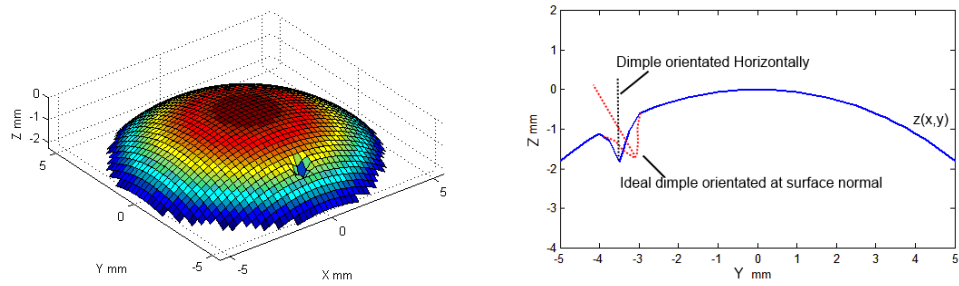 0
-1
-2
Z mm
5
0
-5
Y mm
-5
0
5
X mm
2
1
0
-1
-2
-3
-4
Z mm
Dimple orientated Horizontally
z(x,y)
Ideal dimple orientated at surface normal
-5 -4 -3 -2 -1 0 1 2 3 4 5
Y mm